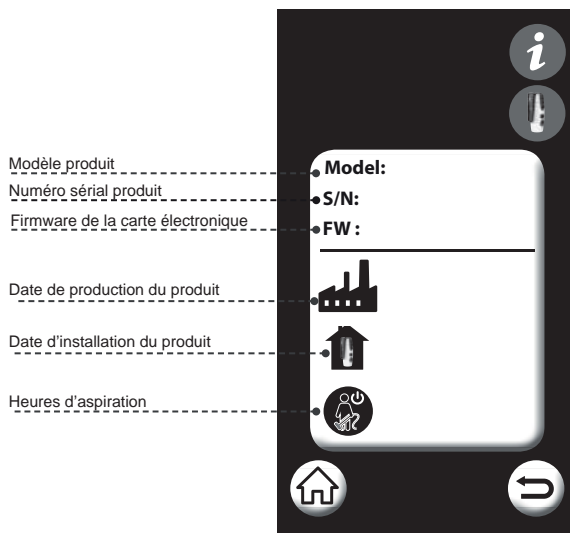 i
Modèle produit
Model:
Numéro sérial produit
S/N:
Firmware de la carte électronique
FW :
Date de production du produit
Date d'installation du produit
Heures d'aspiration